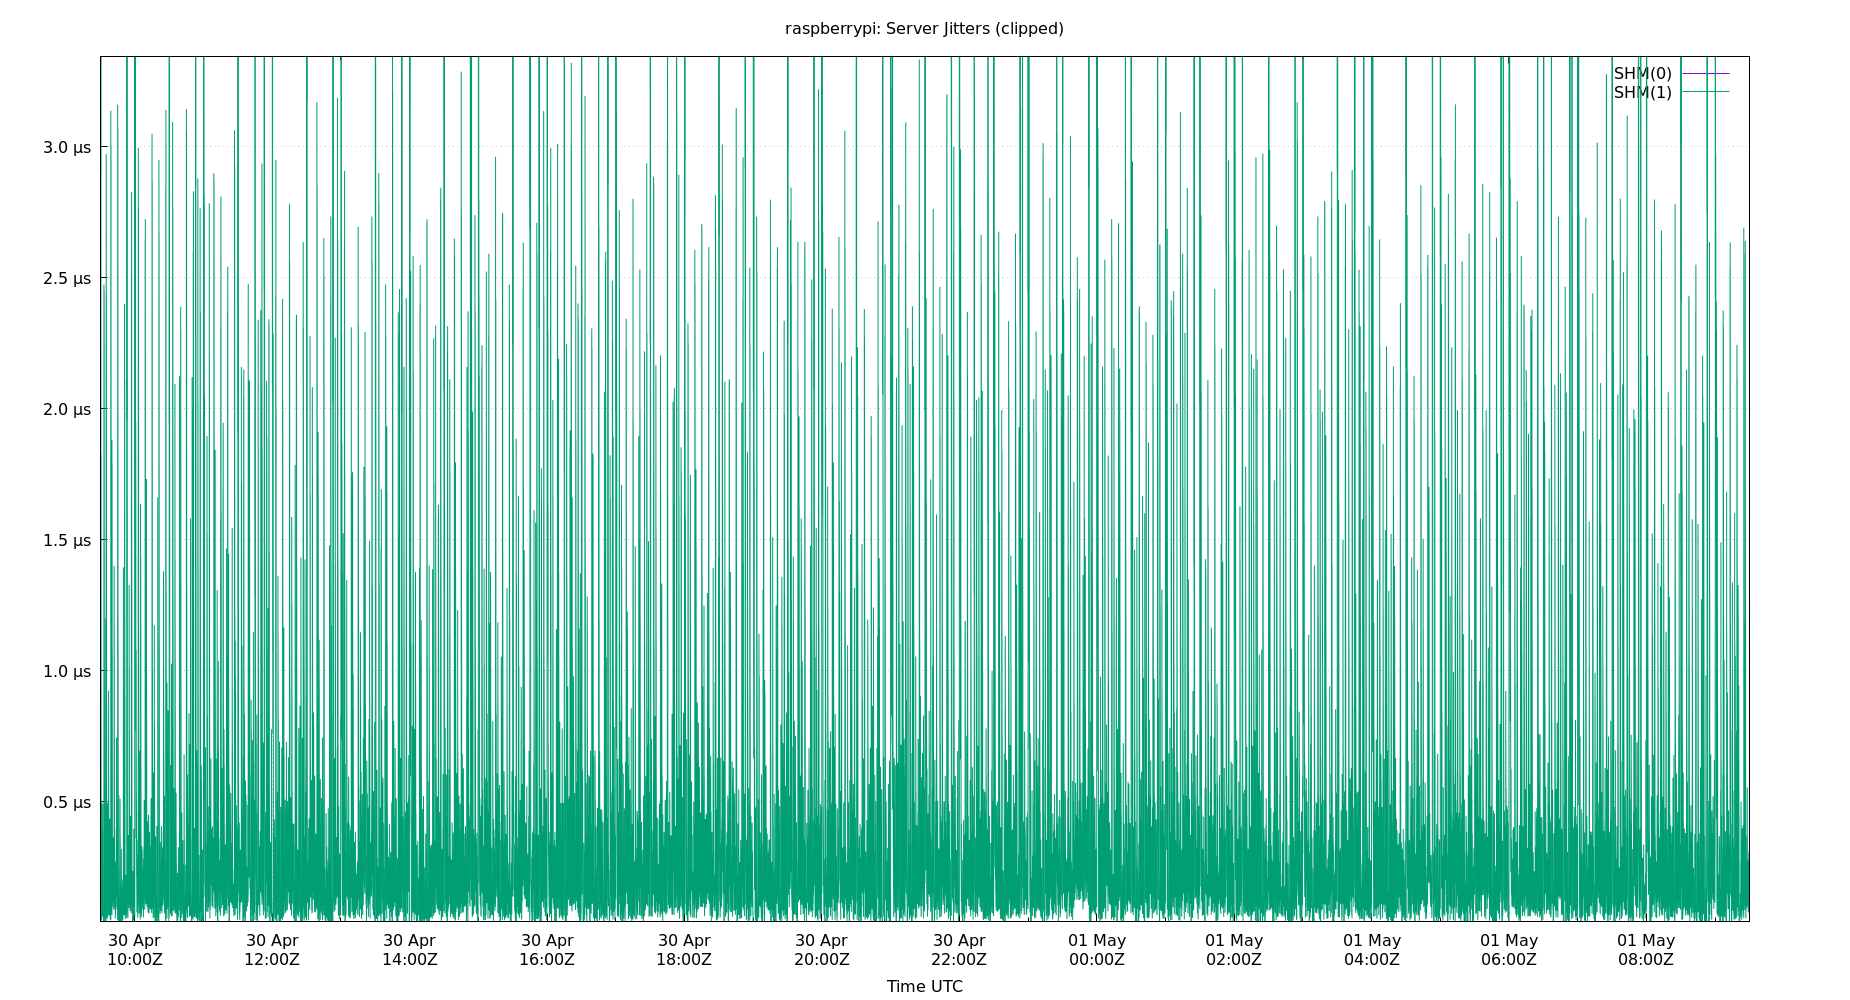 raspberrypi: Server Jitters (clipped)
SHM(0)
SHM(1)
3.0 µs
2.5 µs
2.0 µs
1.5 µs
1.0 µs
0.5 µs
30 Apr 30 Apr 30 Apr 30 Apr 30 Apr 30 Apr 30 Apr 01 May 01 May 01 May 01 May 01 May
10:00Z 12:00Z 14:00Z 16:00Z 18:00Z 20:00Z 22:00Z 00:00Z 02:00Z 04:00Z 06:00Z 08:00Z
Time UTC